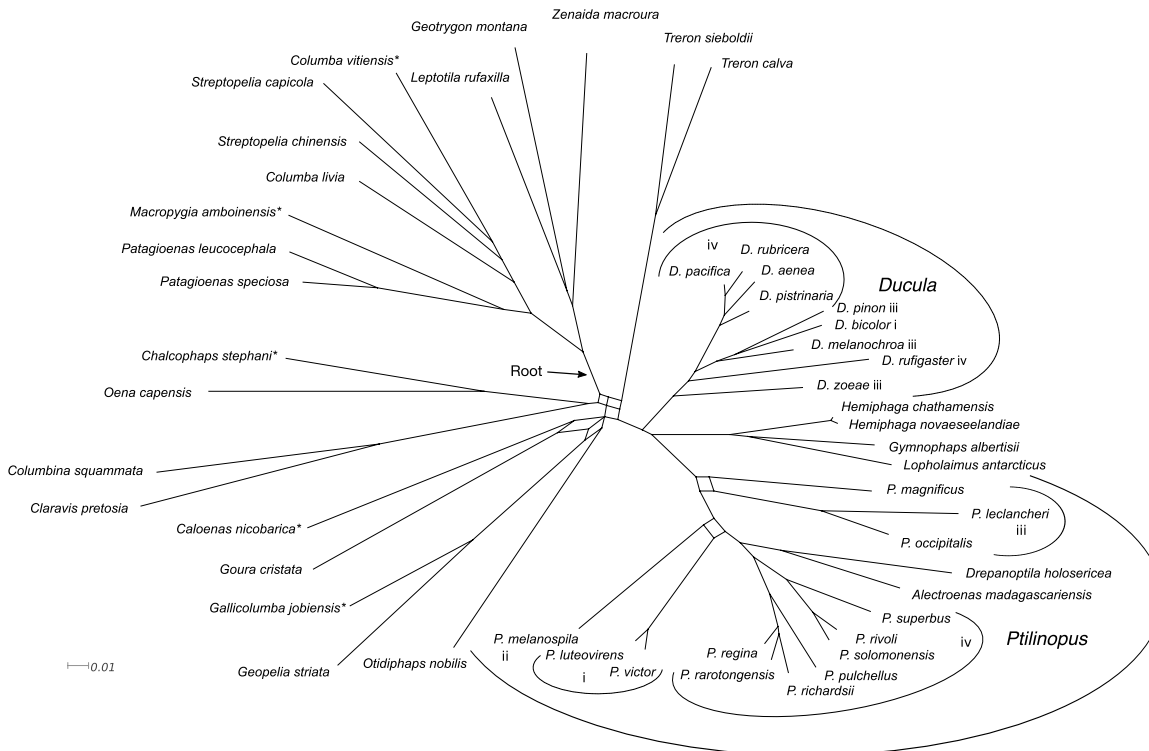 Zenaida macroura
Geotrygon montana
Treron sieboldii
Columba vitiensis*
Treron calva
Leptotila rufaxilla
Streptopelia capicola
Streptopelia chinensis
Columba livia
Macropygia amboinensis*
Patagioenas leucocephala
Patagioenas speciosa
iv
D. rubricera
D. pacifica
D. aenea
Ducula
D. pistrinaria
D. pinon iii
D. bicolor i
D. melanochroa iii
D. rufigaster iv
D. zoeae iii
Chalcophaps stephani*
Root
Oena capensis
Hemiphaga chathamensis
Hemiphaga novaeseelandiae
Gymnophaps albertisii
Lopholaimus antarcticus
Columbina squammata
Claravis pretosia
P. magnificus
P. leclancheri
iii
P. occipitalis
Caloenas nicobarica*
Goura cristata
Drepanoptila holosericea
Alectroenas madagascariensis
Gallicolumba jobiensis*
P. superbus
P. rivoli
iv
Ptilinopus
P. solomonensis
P. melanospila
ii
P. luteovirens
i
P. victor
P. regina
P. rarotongensis
P. pulchellus
P. richardsii
Otidiphaps nobilis
Geopelia striata
0.01